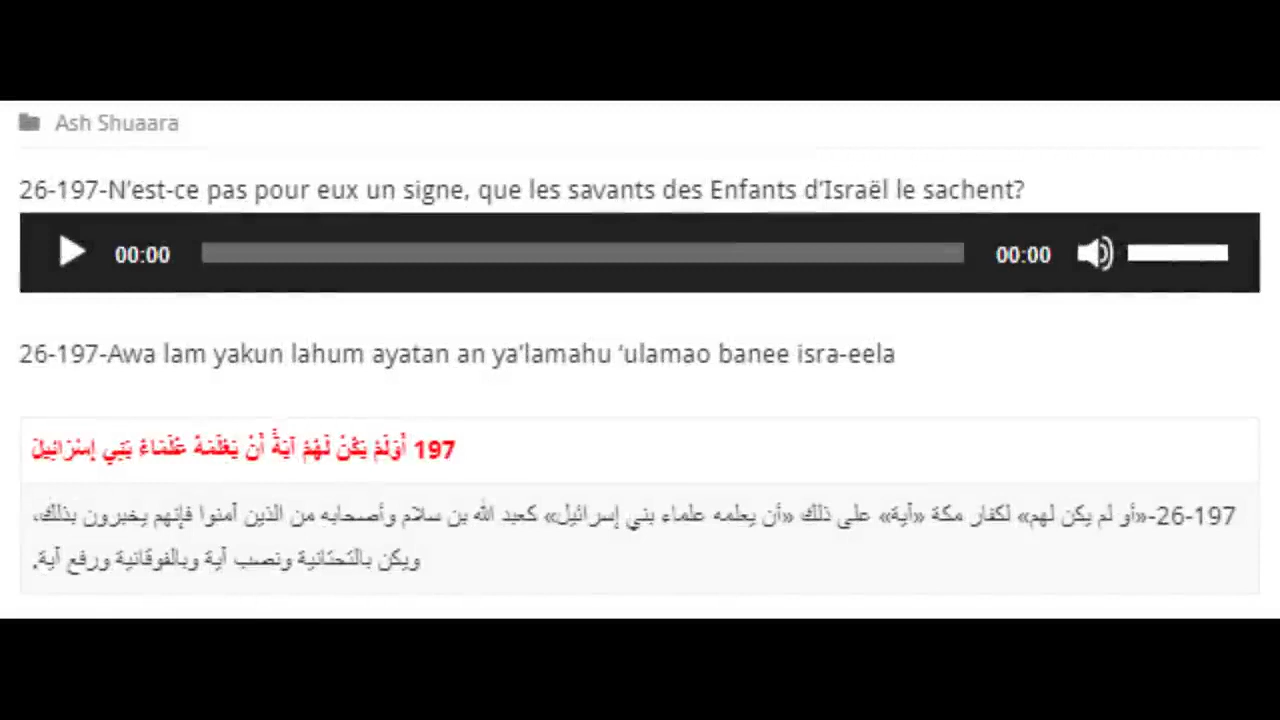 Ash Shuaara
26-197-N’est-ce pas pour eux un signe, que les savants des Enfants d’Israël le sachent?
00:00 00:00
26-197-Awa lam yakun lahum ayatan an ya’lamahu ‘ulamao banee isra-eela
197 أَوَلَمْ يَكُنْ لَهُمْ آيَةً أَنْ يَعْلَمَهُ عُلَمَاءُ بَنِي إِسْرَائِيلَ
26-197-«أو لم يكن لهم» لكفار مكة «آية» على ذلك «أن يعلمه علماء بني إسرائيل» كعبد الله بن سلام وأصحابه من الذين آمنوا فإنهم يخبرون بذلك،
ويكن بالتحتانية ونصب آية وبالفوقانية ورفع آية.